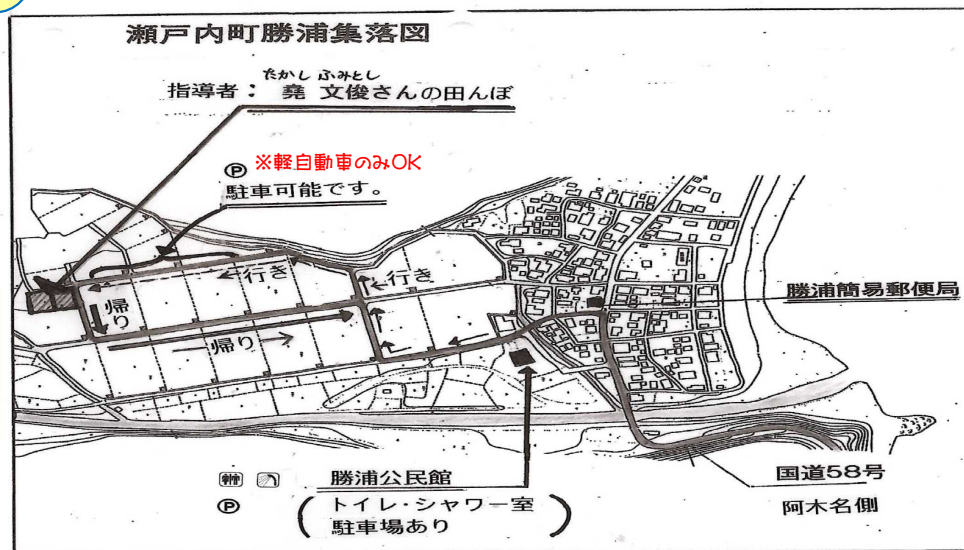 瀬戸内町勝浦集落図
たかし ふみとし
指導者： 堯 文俊さんの田んぼ
Ⓟ ※軽自動車のみOK
駐車可能です。
←行き
←行き
帰り
帰り→
勝浦簡易郵便局
勝浦公民館
Ⓟ
(トイレ・シャワー室
駐車場あり)
国道58号
阿木名側